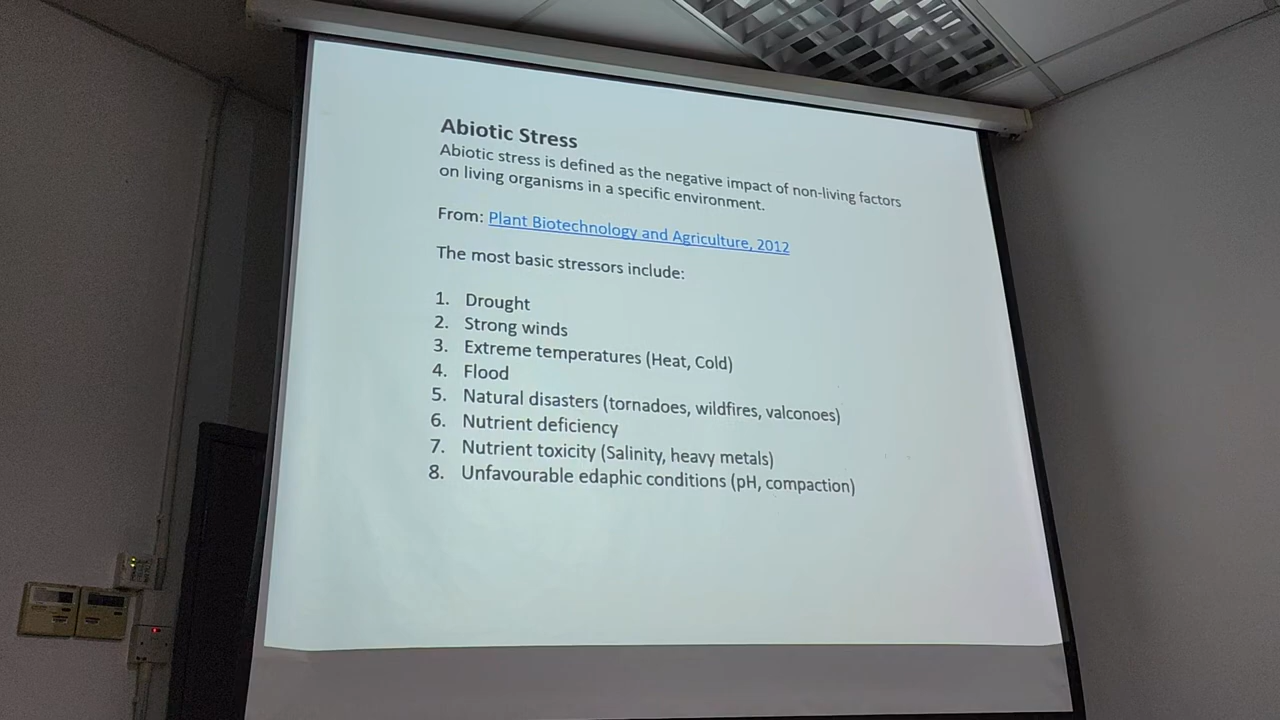 Abiotic Stress
Abiotic stress is defined as the negative impact of non-living factors
on living organisms in a specific environment.
From: Plant Biotechnology and Agriculture, 2012
The most basic stressors include:
1. Drought
2. Strong winds
3. Extreme temperatures (Heat, Cold)
4. Flood
5. Natural disasters (tornadoes, wildfires, valconoes)
6. Nutrient deficiency
7. Nutrient toxicity (Salinity, heavy metals)
8. Unfavourable edaphic conditions (pH, compaction)